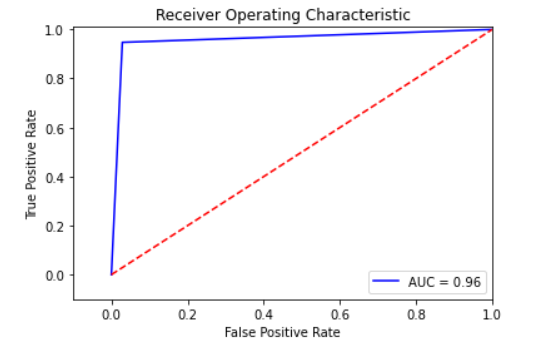 Receiver Operating Characteristic
1.0
0.8
0.6
0.4
0.2
0.0
True Positive Rate
AUC = 0.96
0.0 0.2 0.4 0.6 0.8 1.0
False Positive Rate